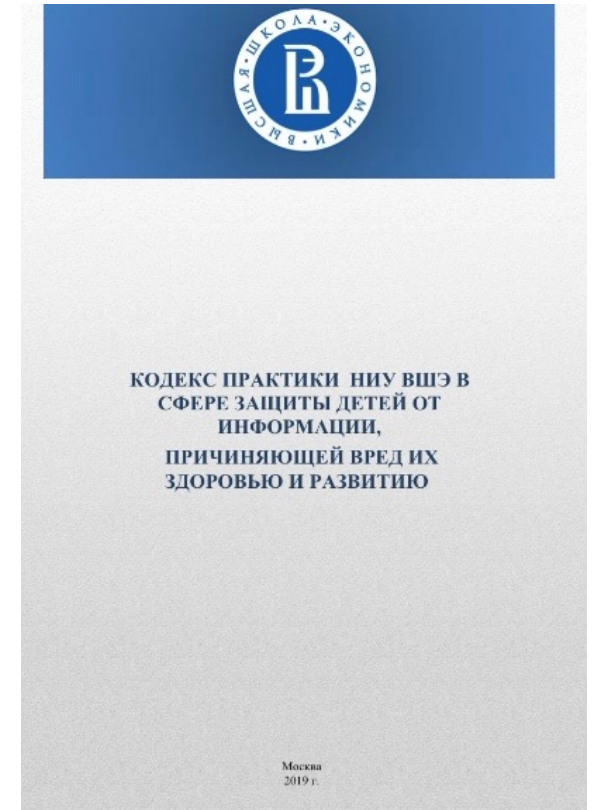 ВЫСШАЯ·ШКОЛА·ЭКОНОМИКИ·
КОДЕКС ПРАКТИКИ НИУ ВШЭ В
СФЕРЕ ЗАЩИТЫ ДЕТЕЙ ОТ
ИНФОРМАЦИИ,
ПРИЧИНЯЮЩЕЙ ВРЕД ИХ
ЗДОРОВЬЮ И РАЗВИТИЮ
Москва
2019 г.